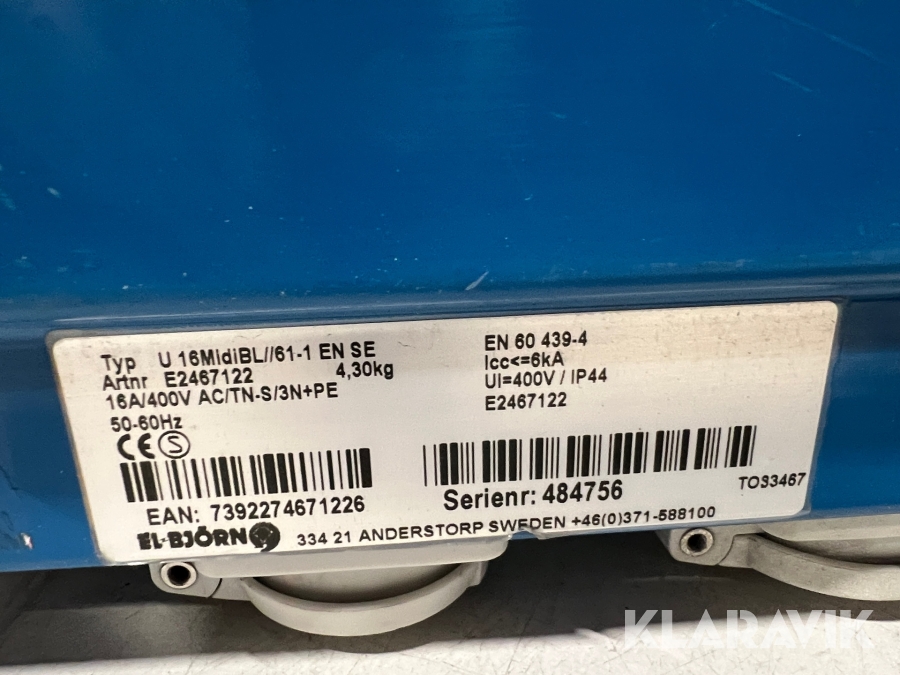 Typ U 16MidiBL//61-1 EN SE
Artnr E2467122 4,30kg
16A/400V AC/TN-S/3N+PE
50-60Hz
CE S
EAN: 7392274671226
EL-BJÖRN
EN 60 439-4
Icc<=6kA
UI=400V / IP44
E2467122
Serienr: 484756
TO33467
334 21 ANDERSTORP SWEDEN +46(0)371-588100
KLARAVIK